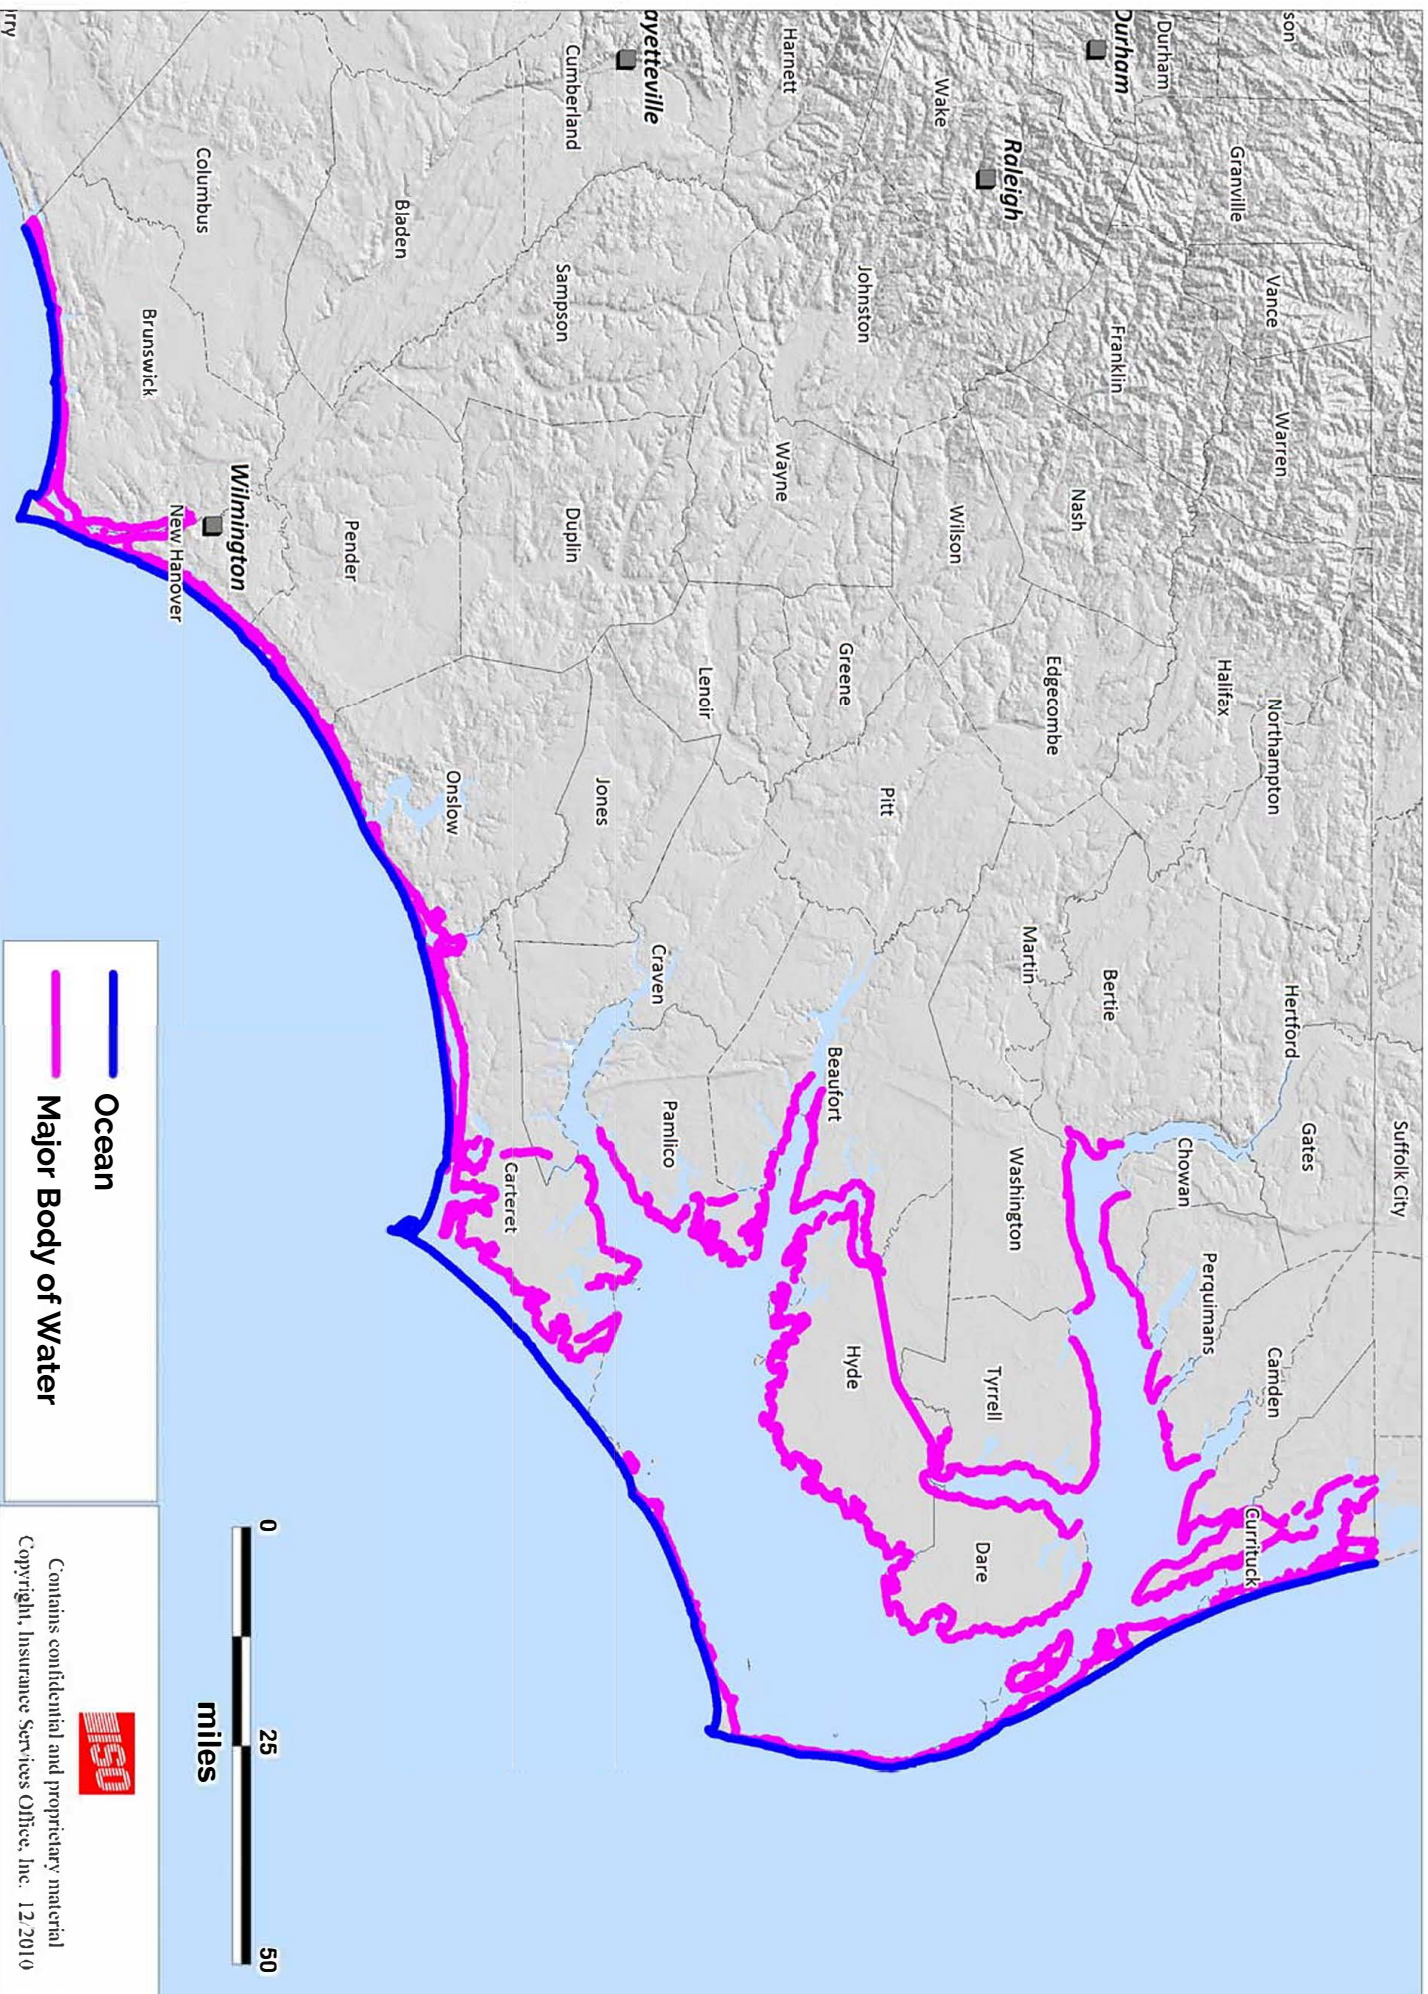 son
Suffolk City
Granville
Vance
Warren
Northampton
Hertford
Gates
Camden
Currituck
Halifax
Chowan
Perquimans
Durham
Durham
Franklin
Nash
Edgecombe
Bertie
Martin
Washington
Tyrrell
Dare
Raleigh
Wake
Wilson
Pitt
Beaufort
Hyde
Johnston
Greene
Harnett
Wayne
Lenoir
Craven
Pamlico
ayetteville
Cumberland
Sampson
Duplin
Jones
Carteret
Onslow
Bladen
Pender
Columbus
Wilmington
New Hanover
Brunswick
rry
Ocean
Major Body of Water
0 25 50
miles
ISO
Contains confidential and proprietary material
Copyright, Insurance Services Office, Inc. 12/2010